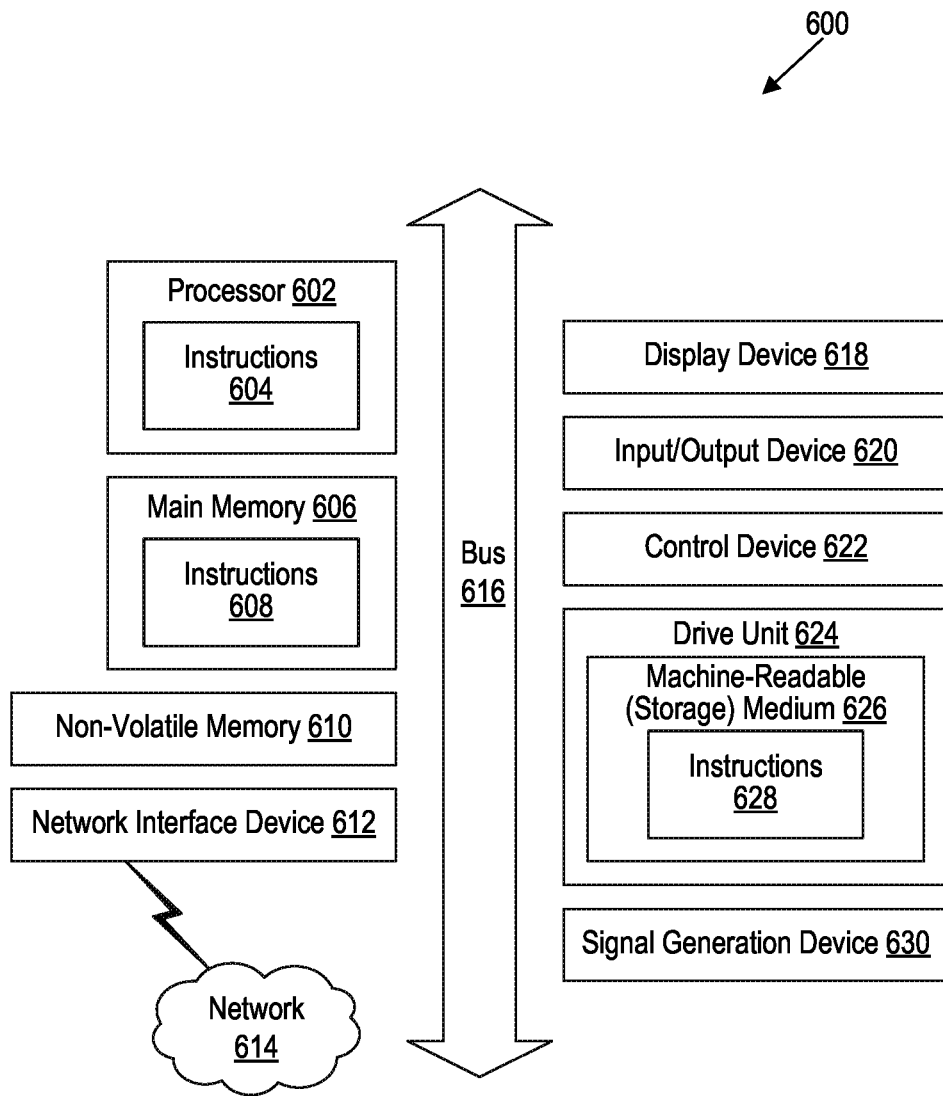 600
Processor 602
Instructions
604
Main Memory 606
Instructions
608
Non-Volatile Memory 610
Network Interface Device 612
Network
614
Bus
616
Display Device 618
Input/Output Device 620
Control Device 622
Drive Unit 624
Machine-Readable
(Storage) Medium 626
Instructions
628
Signal Generation Device 630